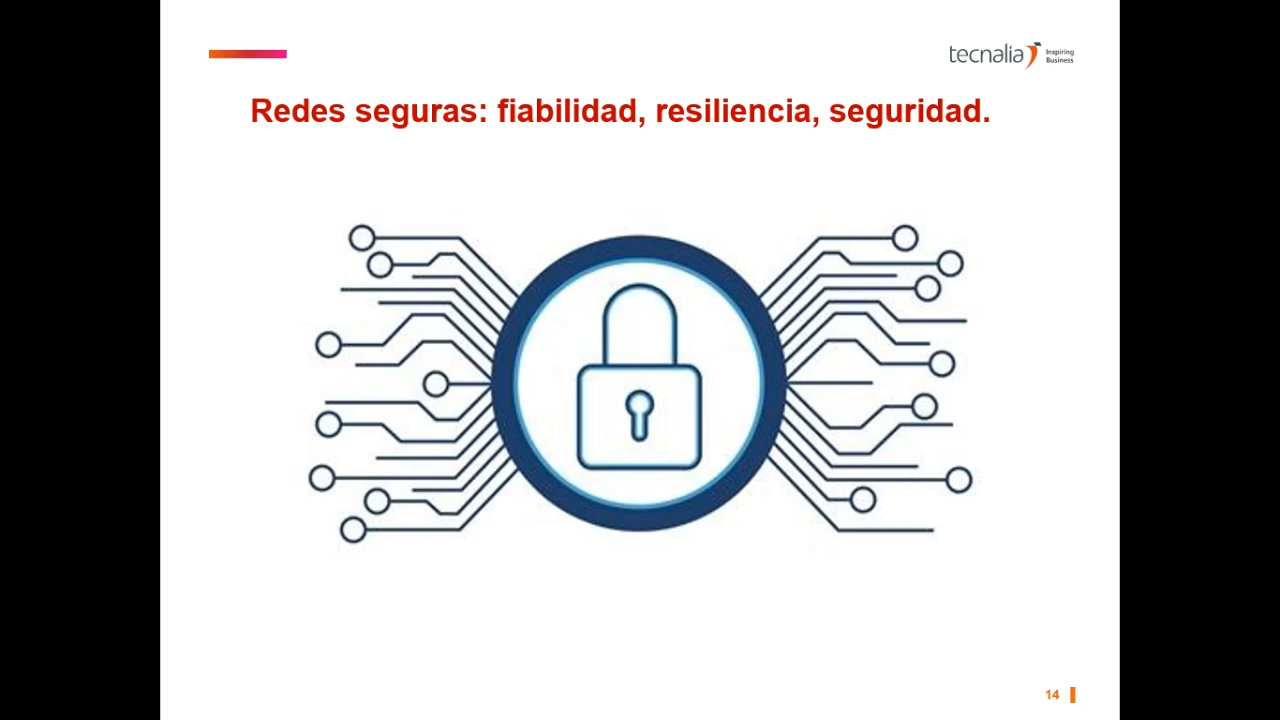 tecnalia
Inspiring
Business
Redes seguras: fiabilidad, resiliencia, seguridad.
14